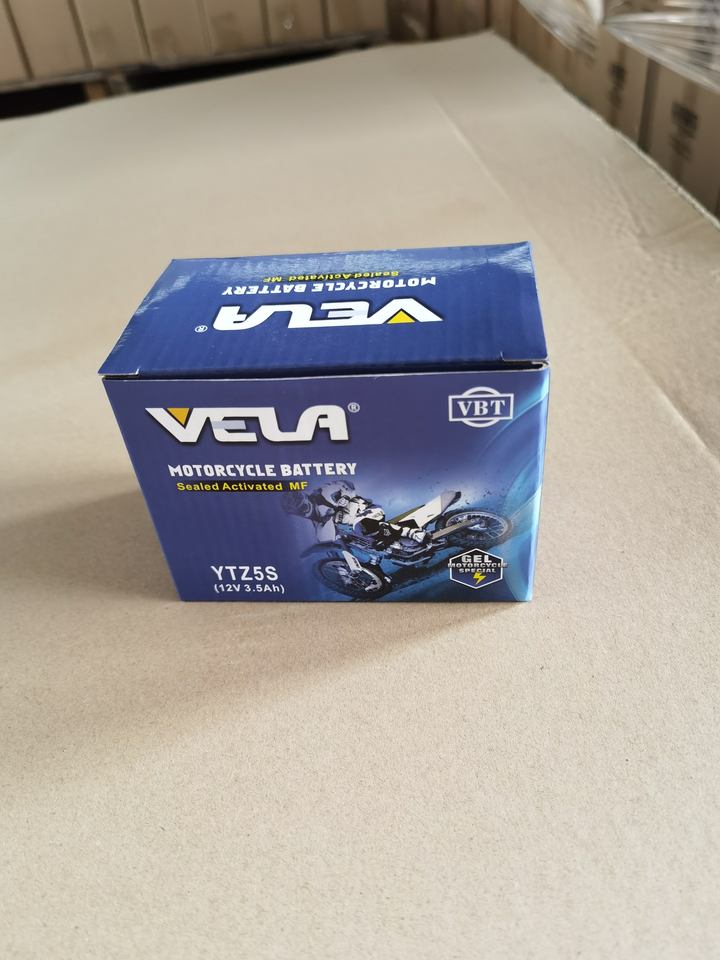 VELA®
MOTORCYCLE BATTERY
Sealed Activated MF
VELA®
VBT
MOTORCYCLE BATTERY
Sealed Activated MF
YTZ5S
(12V 3.5Ah)
GEL
MOTORCYCLE
SPECIAL